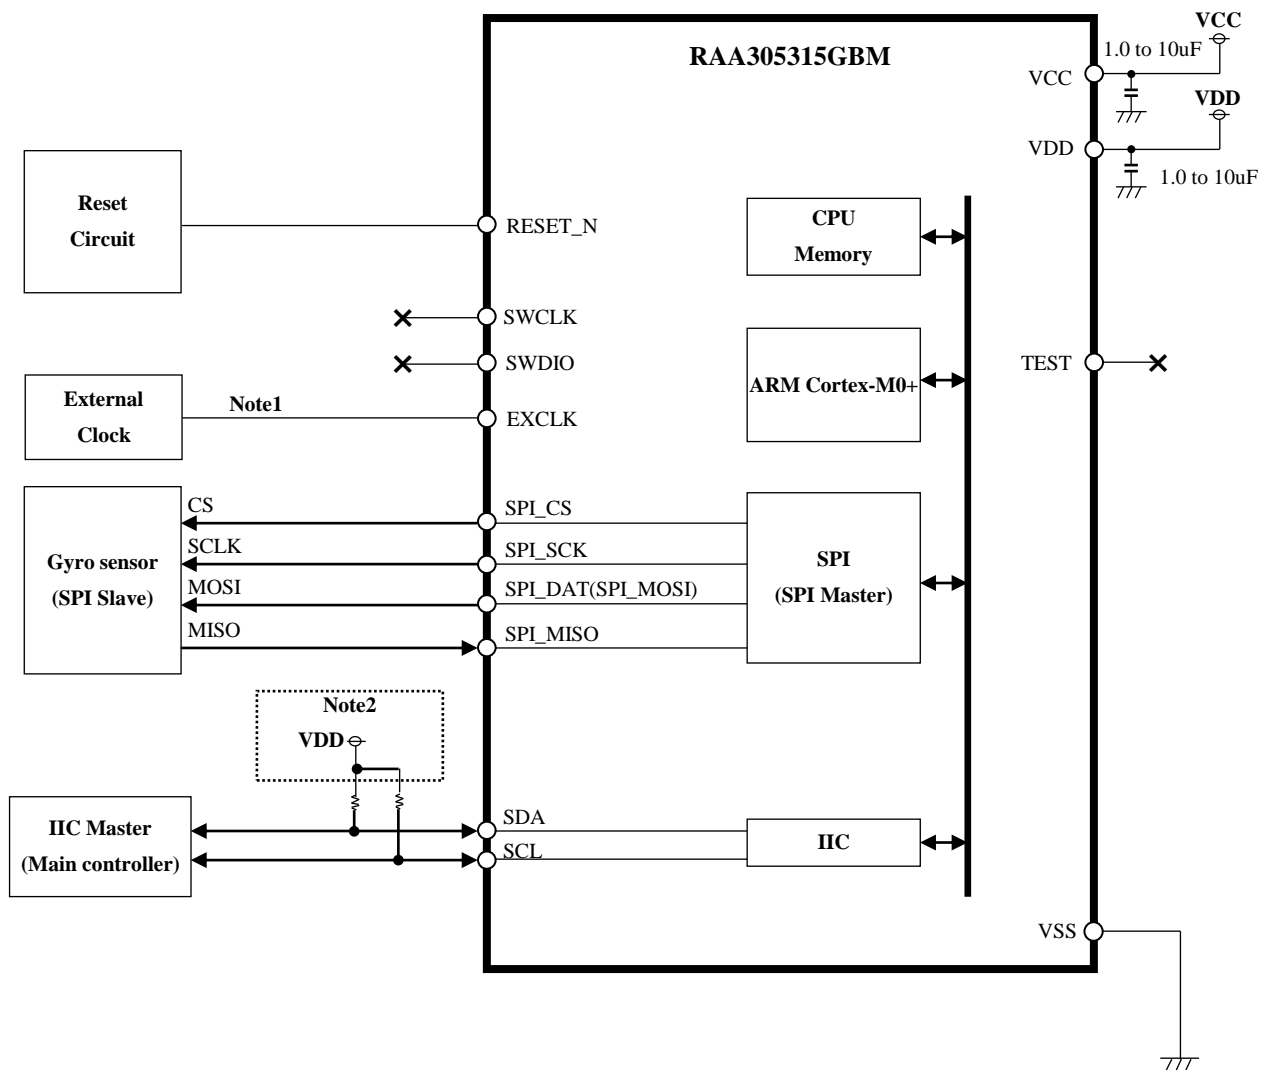 RAA305315GBM
VCC
1.0 to 10uF
VCC
VDD
VDD
1.0 to 10uF
Reset
Circuit
RESET_N
CPU
Memory
SWCLK
SWDIO
TEST
ARM Cortex-M0+
External
Clock
Note1
EXCLK
CS
SPI_CS
SCLK
SPI_SCK
Gyro sensor
(SPI Slave)
MOSI
SPI_DAT(SPI_MOSI)
MISO
SPI_MISO
SPI
(SPI Master)
Note2
VDD
IIC Master
(Main controller)
SDA
SCL
IIC
VSS